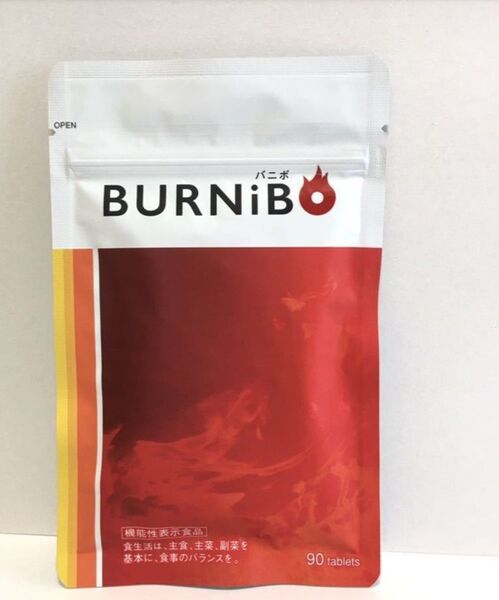 OPEN
バニボ
BURNiBO
機能性表示食品
食生活は、主食、主菜、副菜を
基本に、食事のバランスを。
90 tablets